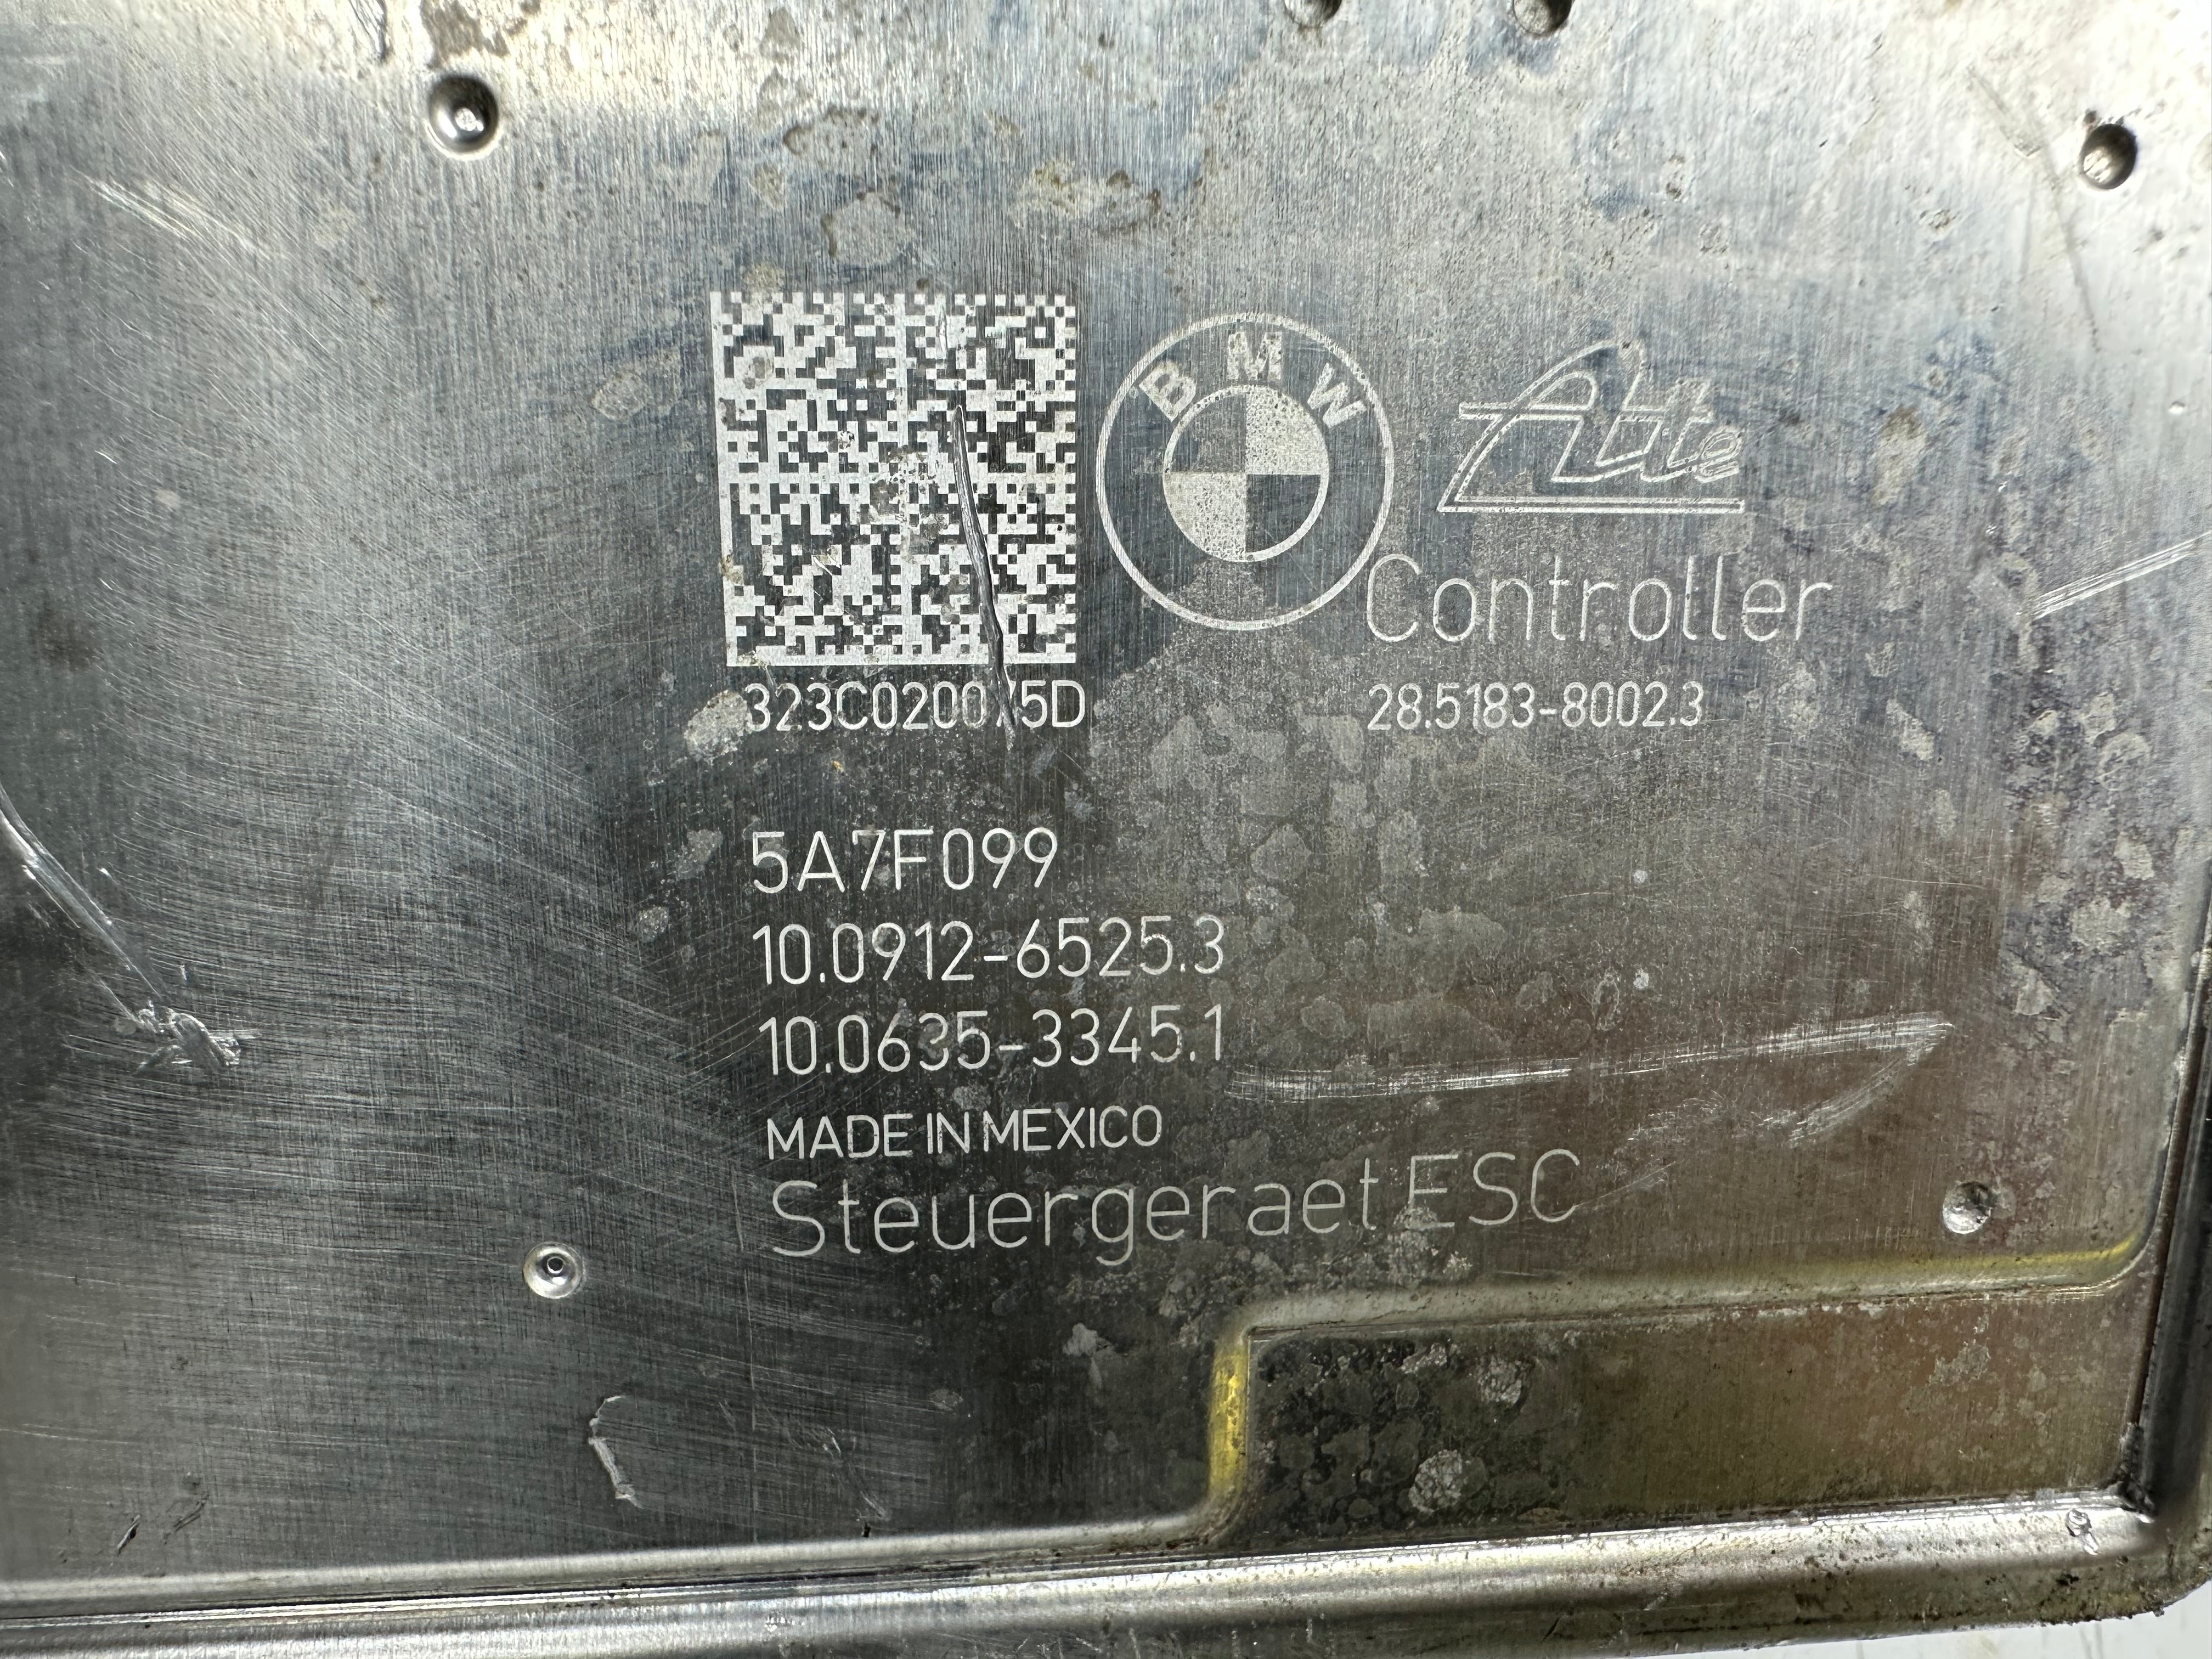 BMW
Ate
Controller
28.5183-8002.3
5A7F099
10.0912-6525.3
10.0635-3345.1
MADE IN MEXICO
Steuergeraet ESC